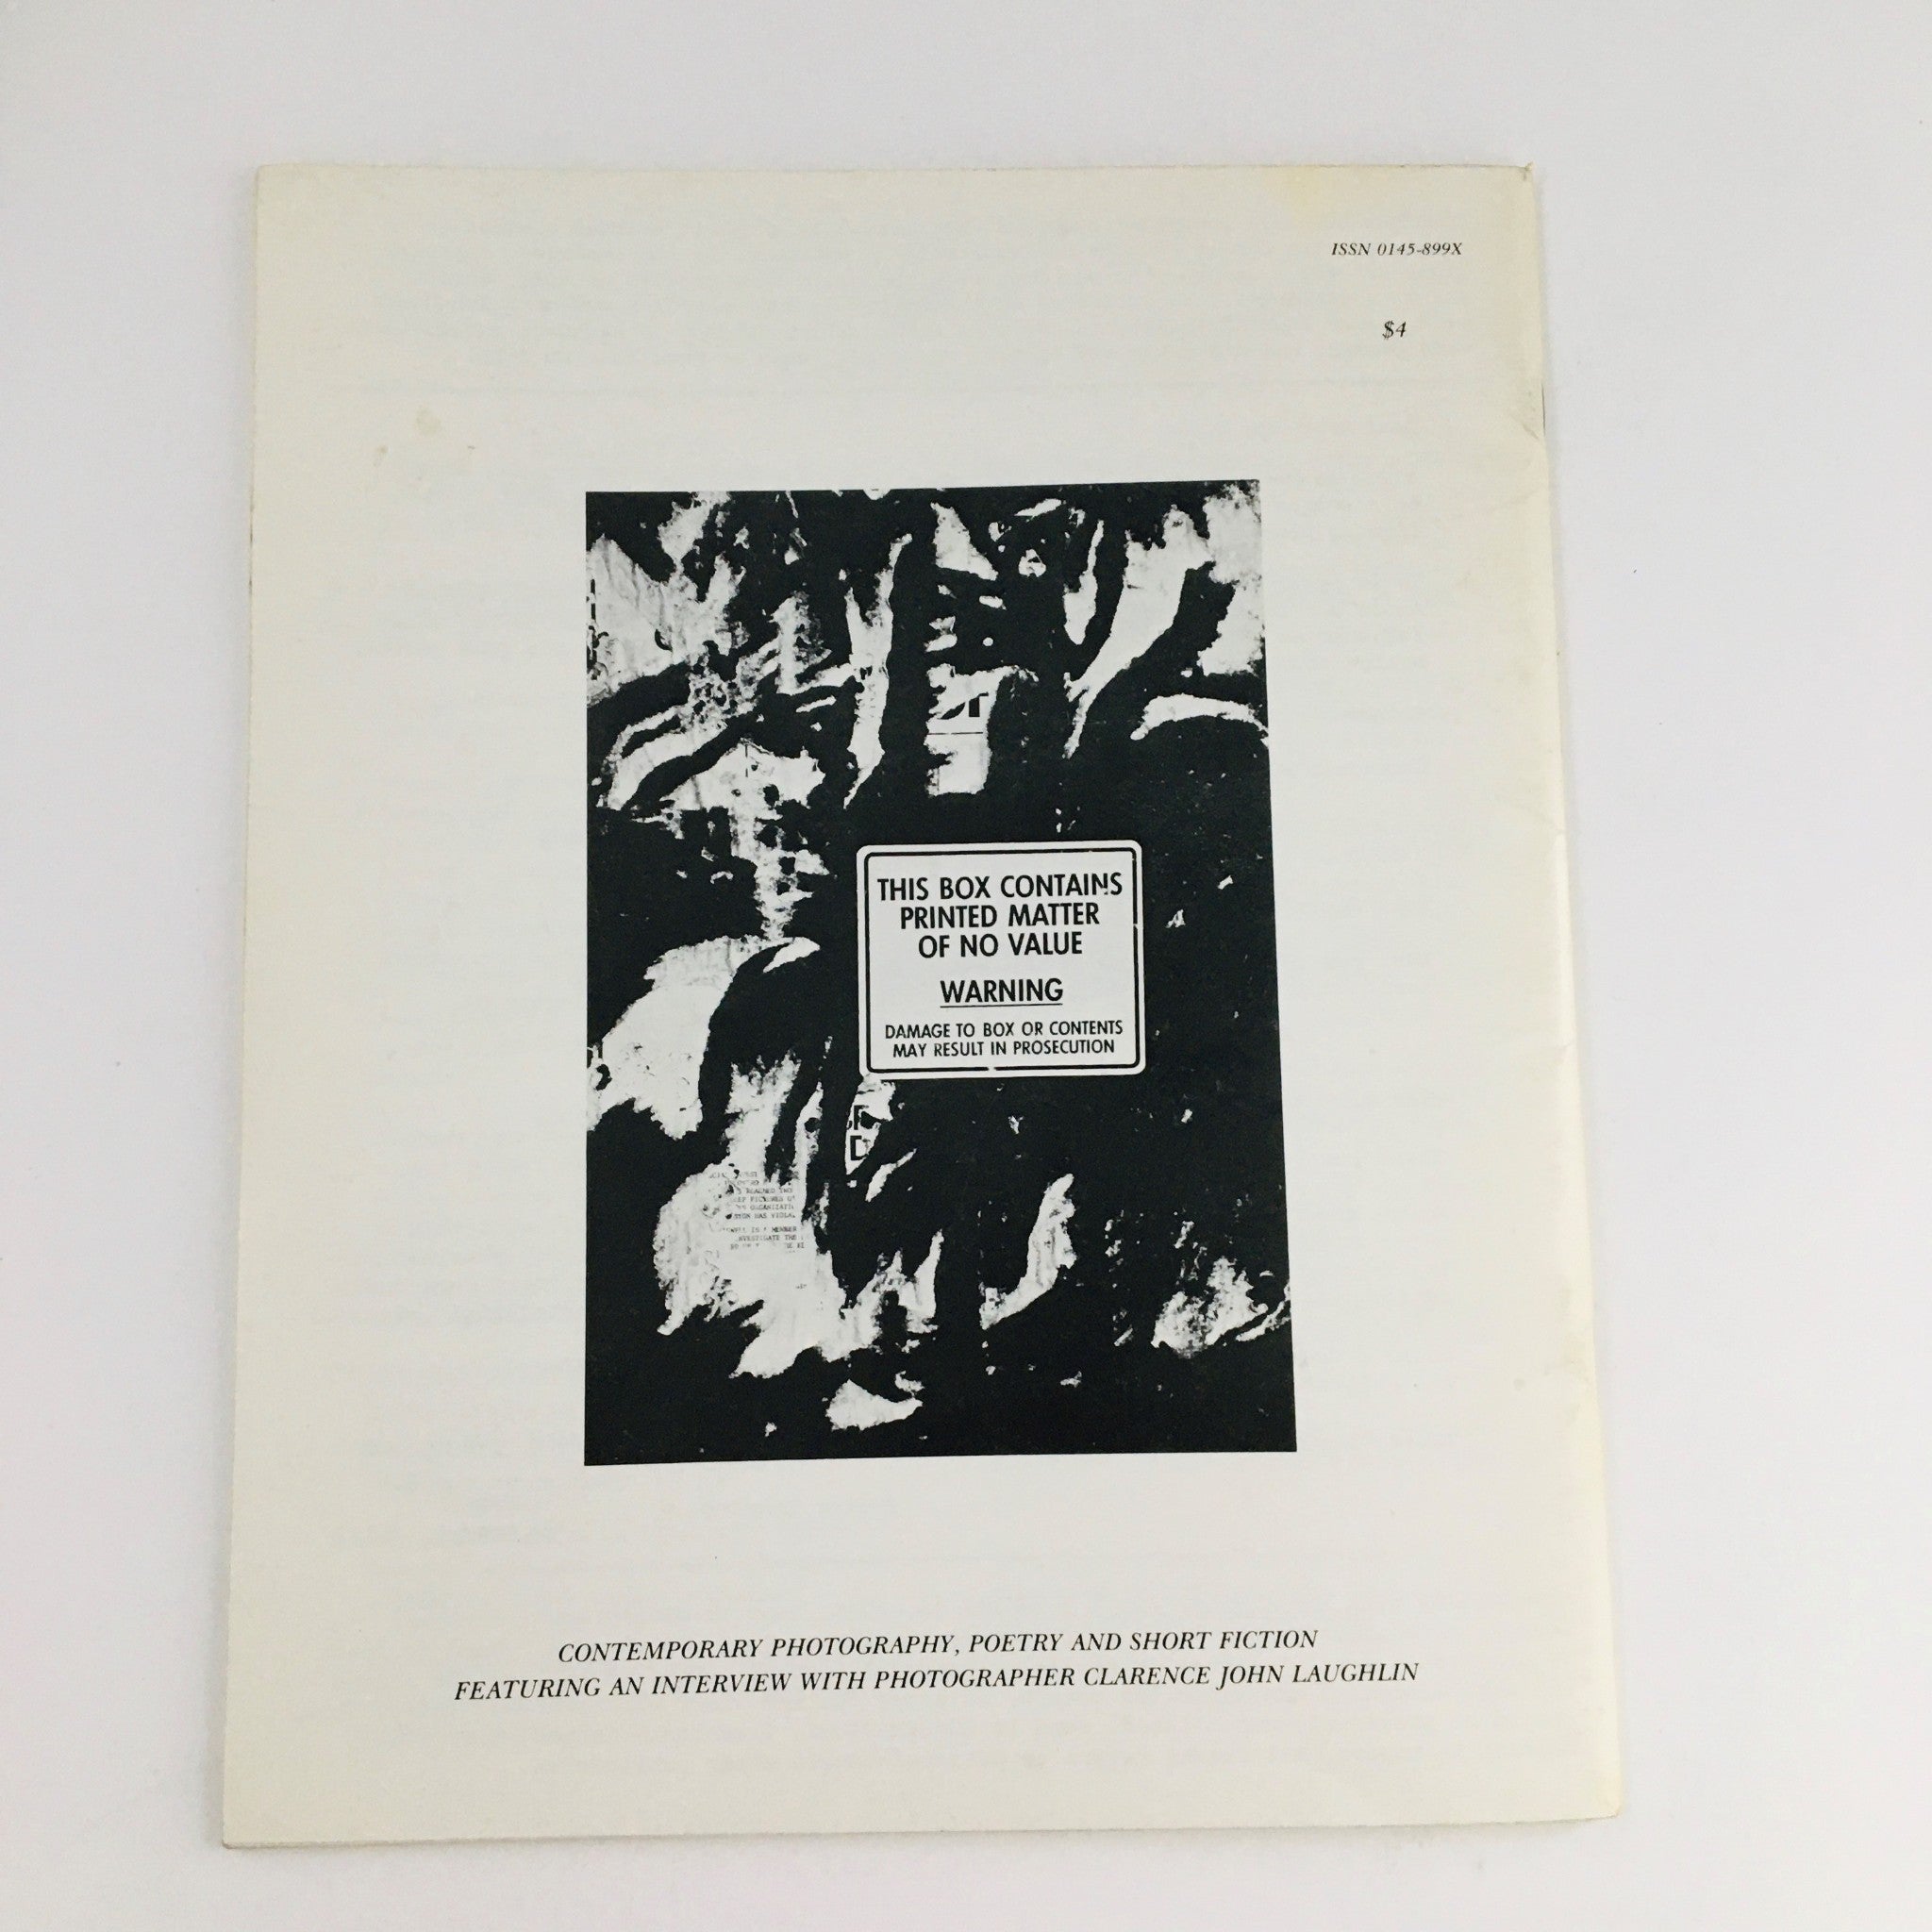 ISSN 0145-899X
$4
THIS BOX CONTAINS
PRINTED MATTER
OF NO VALUE
WARNING
DAMAGE TO BOX OR CONTENTS
MAY RESULT IN PROSECUTION
CONTEMPORARY PHOTOGRAPHY, POETRY AND SHORT FICTION
FEATURING AN INTERVIEW WITH PHOTOGRAPHER CLARENCE JOHN LAUGHLIN